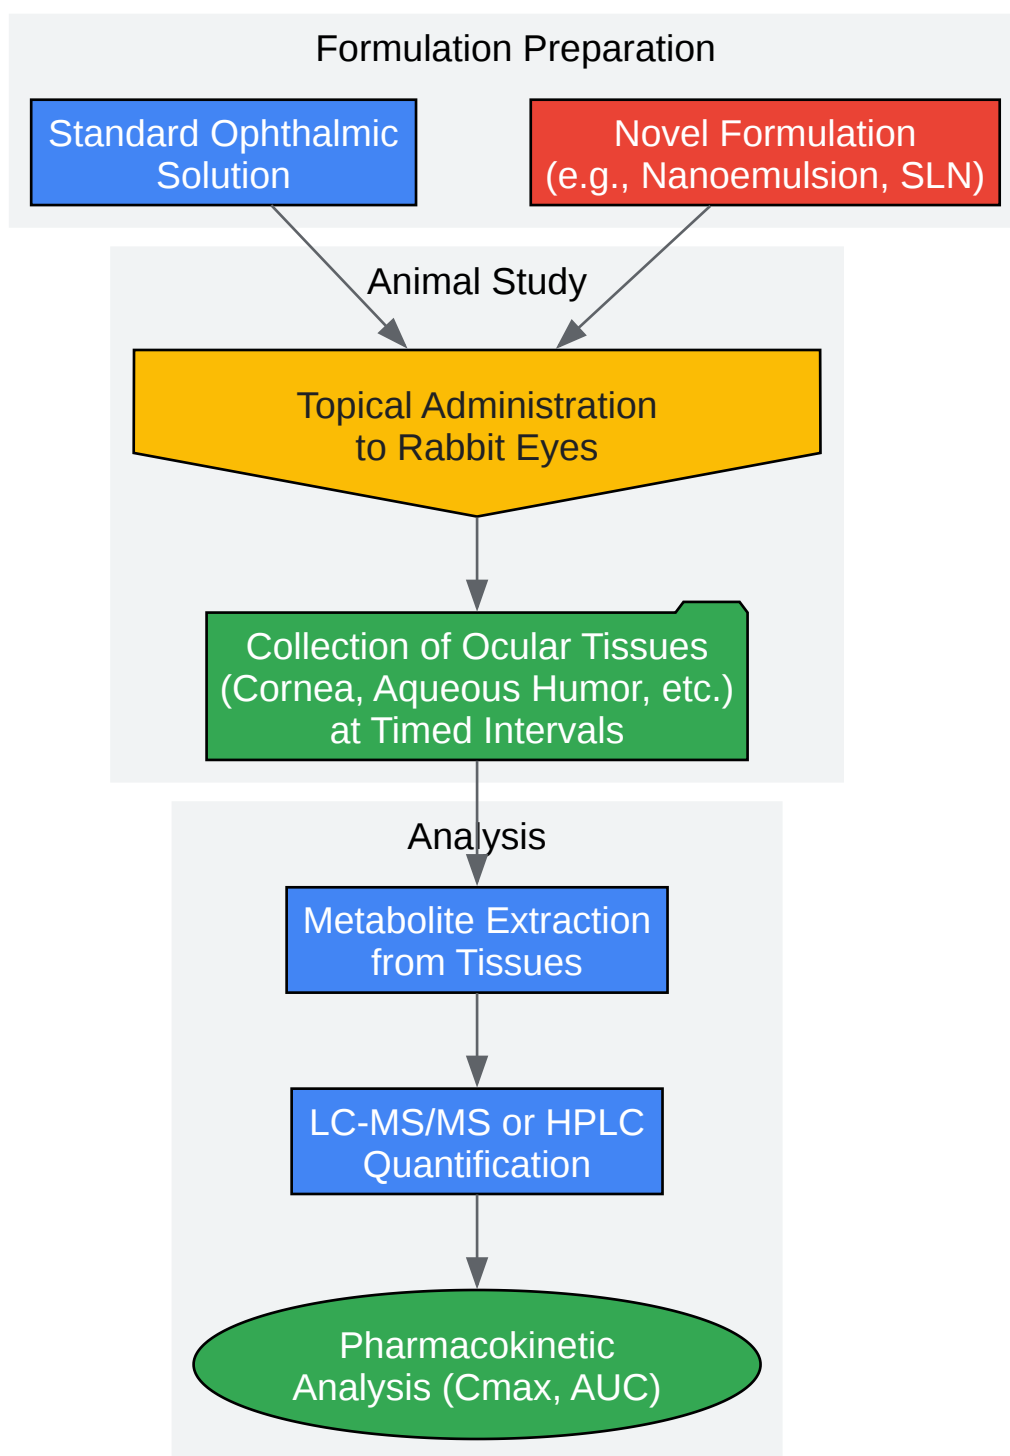 Formulation Preparation
Standard Ophthalmic
Solution
Novel Formulation
(e.g., Nanoemulsion, SLN)
Animal Study
Topical Administration
to Rabbit Eyes
Collection of Ocular Tissues
(Cornea, Aqueous Humor, etc.)
at Timed Intervals
Analysis
Metabolite Extraction
from Tissues
LC-MS/MS or HPLC
Quantification
Pharmacokinetic
Analysis (Cmax, AUC)